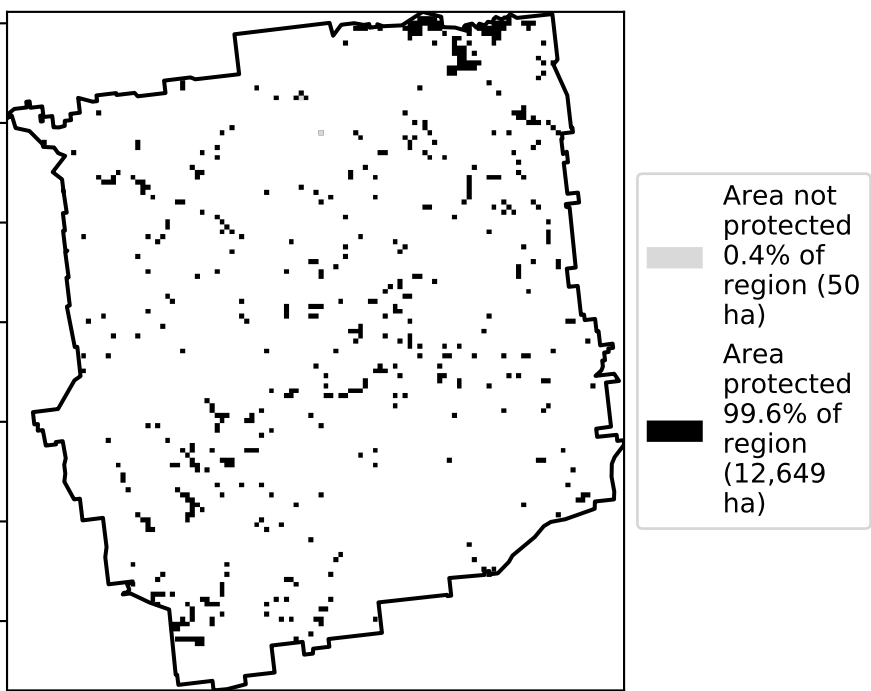 Area not
protected
0.4% of
region (50
ha)
Area
protected
99.6% of
region
(12,649
ha)